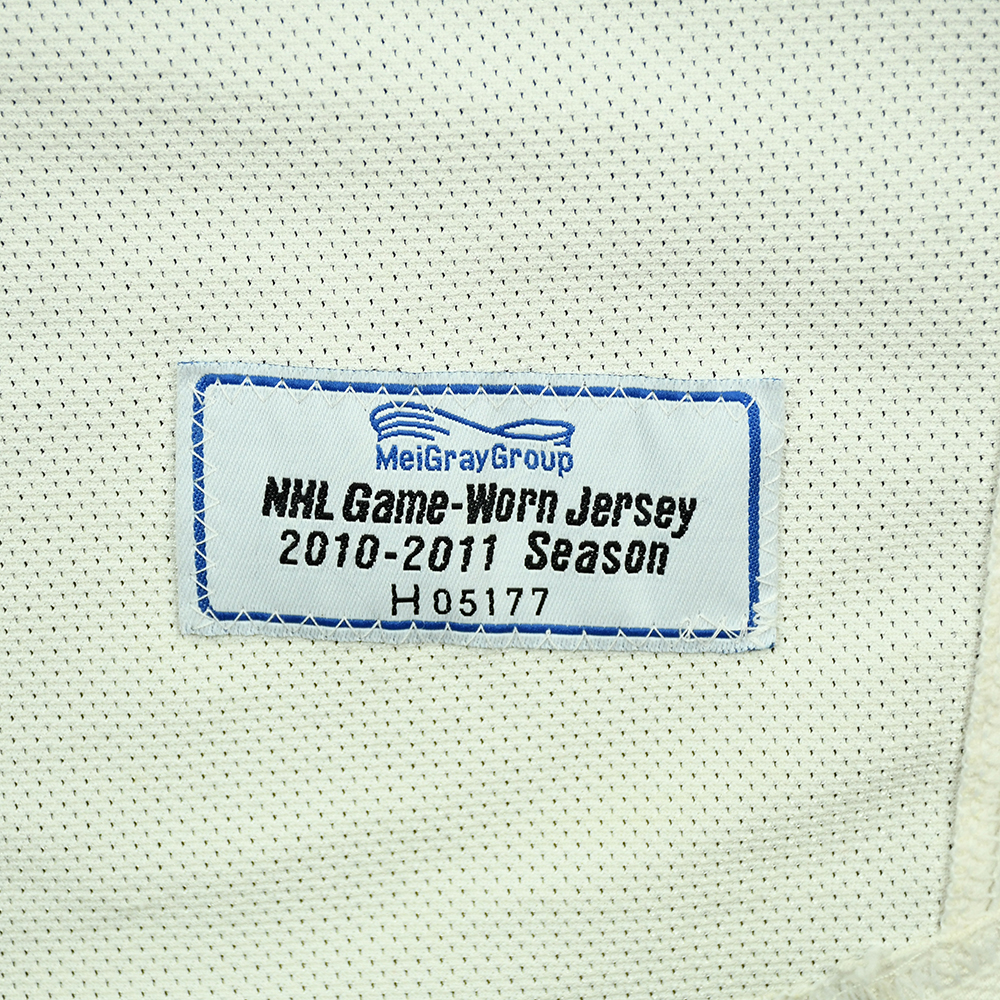 MeiGrayGroup
NHL Game-Worn Jersey
2010-2011 Season
H05177